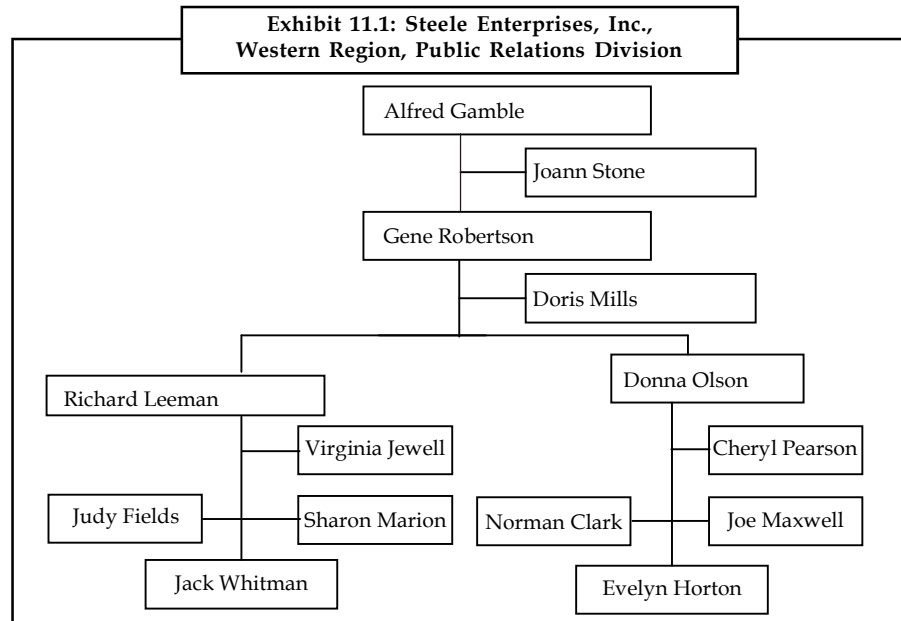 Exhibit 11.1: Steele Enterprises, Inc.,
Western Region, Public Relations Division
Alfred Gamble
Joann Stone
Gene Robertson
Doris Mills
Richard Leeman
Donna Olson
Virginia Jewell
Cheryl Pearson
Judy Fields
Sharon Marion
Norman Clark
Joe Maxwell
Jack Whitman
Evelyn Horton